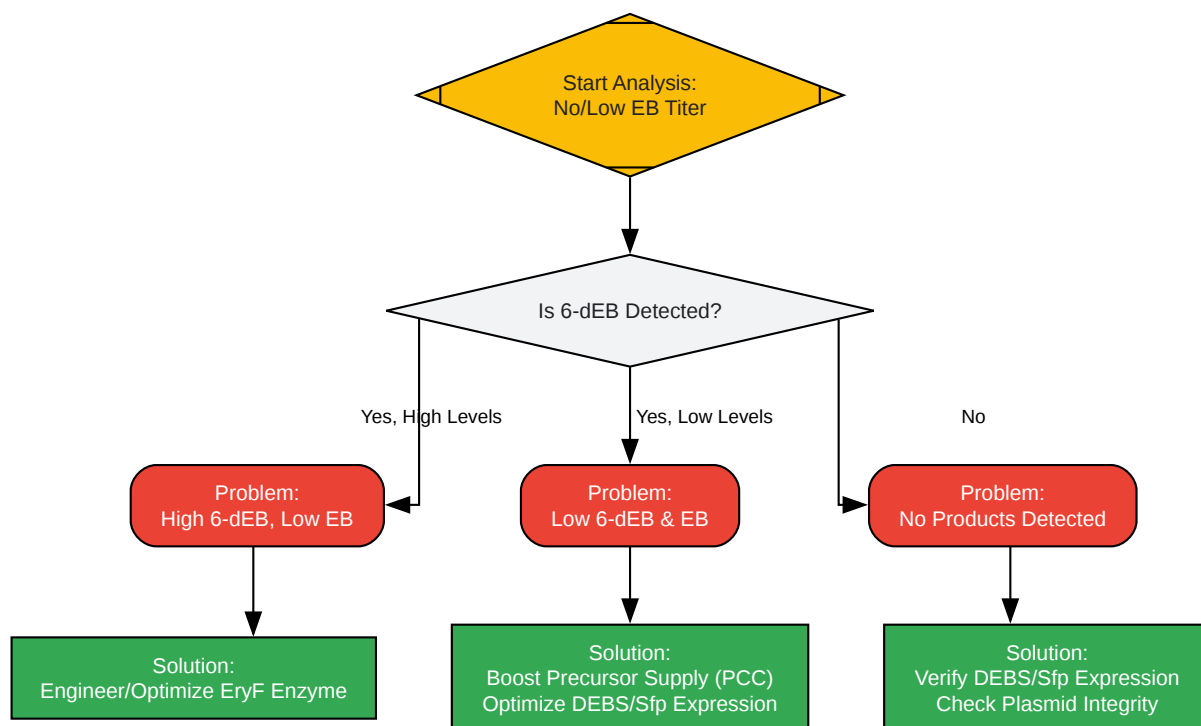 Start Analysis:
No/Low EB Titer
Is 6-dEB Detected?
Yes, High Levels
Yes, Low Levels
No
Problem:
High 6-dEB, Low EB
Problem:
Low 6-dEB & EB
Problem:
No Products Detected
Solution:
Engineer/Optimize EryF Enzyme
Solution:
Boost Precursor Supply (PCC)
Optimize DEBS/Sfp Expression
Solution:
Verify DEBS/Sfp Expression
Check Plasmid Integrity